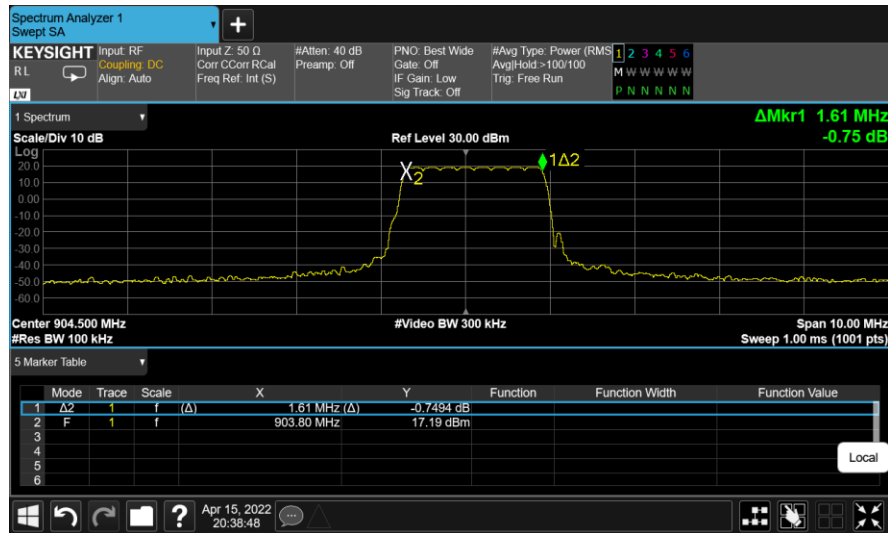 Spectrum Analyzer 1
Swept SA
+
KEYSIGHT Input: RF Input Z: 50 Ω #Atten: 40 dB PNO: Best Wide #Avg Type: Power (RMS 1 2 3 4 5 6
RL Coupling: DC Corr CCorr RCal Preamp: Off Gate: Off Avg|Hold:>100/100 M W W W W W
Align: Auto Freq Ref: Int (S) IF Gain: Low Trig: Free Run
LXI Sig Track: Off P N N N N N
1 Spectrum ΔMkr1 1.61 MHz
Scale/Div 10 dB Ref Level 30.00 dBm -0.75 dB
Log
20.0
10.0
0.00
-10.0
-20.0
-30.0
-40.0
-50.0
-60.0
X2 1Δ2
Center 904.500 MHz #Video BW 300 kHz Span 10.00 MHz
#Res BW 100 kHz Sweep 1.00 ms (1001 pts)
5 Marker Table
Mode Trace Scale X Y Function Function Width Function Value
1 Δ2 1 f (Δ) 1.61 MHz (Δ) -0.7494 dB
2 F 1 f 903.80 MHz 17.19 dBm
3
4
5
6
Local
? Apr 15, 2022
20:38:48